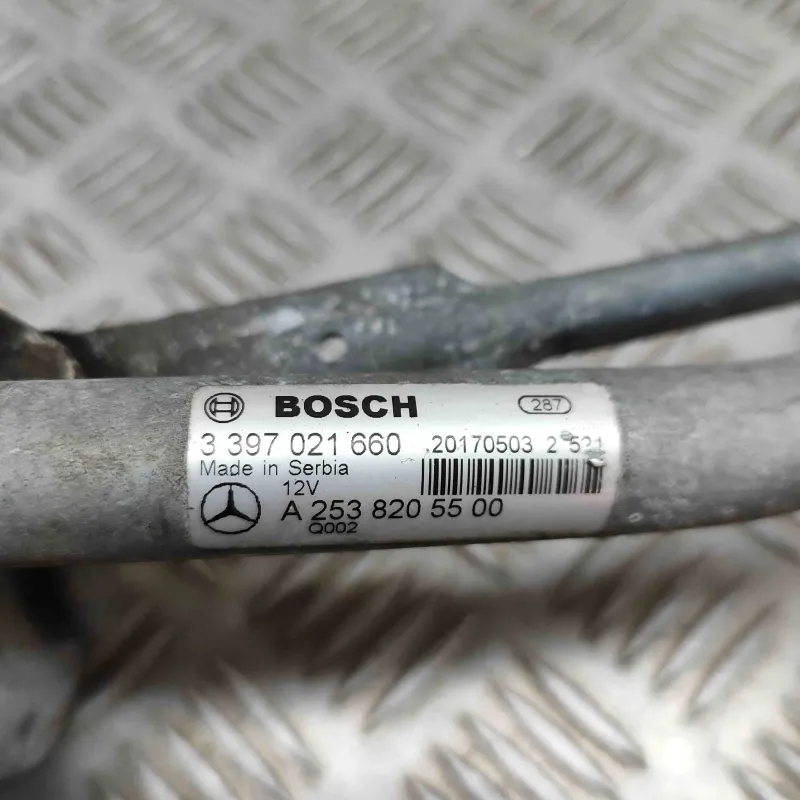 BOSCH 287
3 397 021 660 .20170503 2 521
Made in Serbia
12V
A 253 820 55 00
Q002